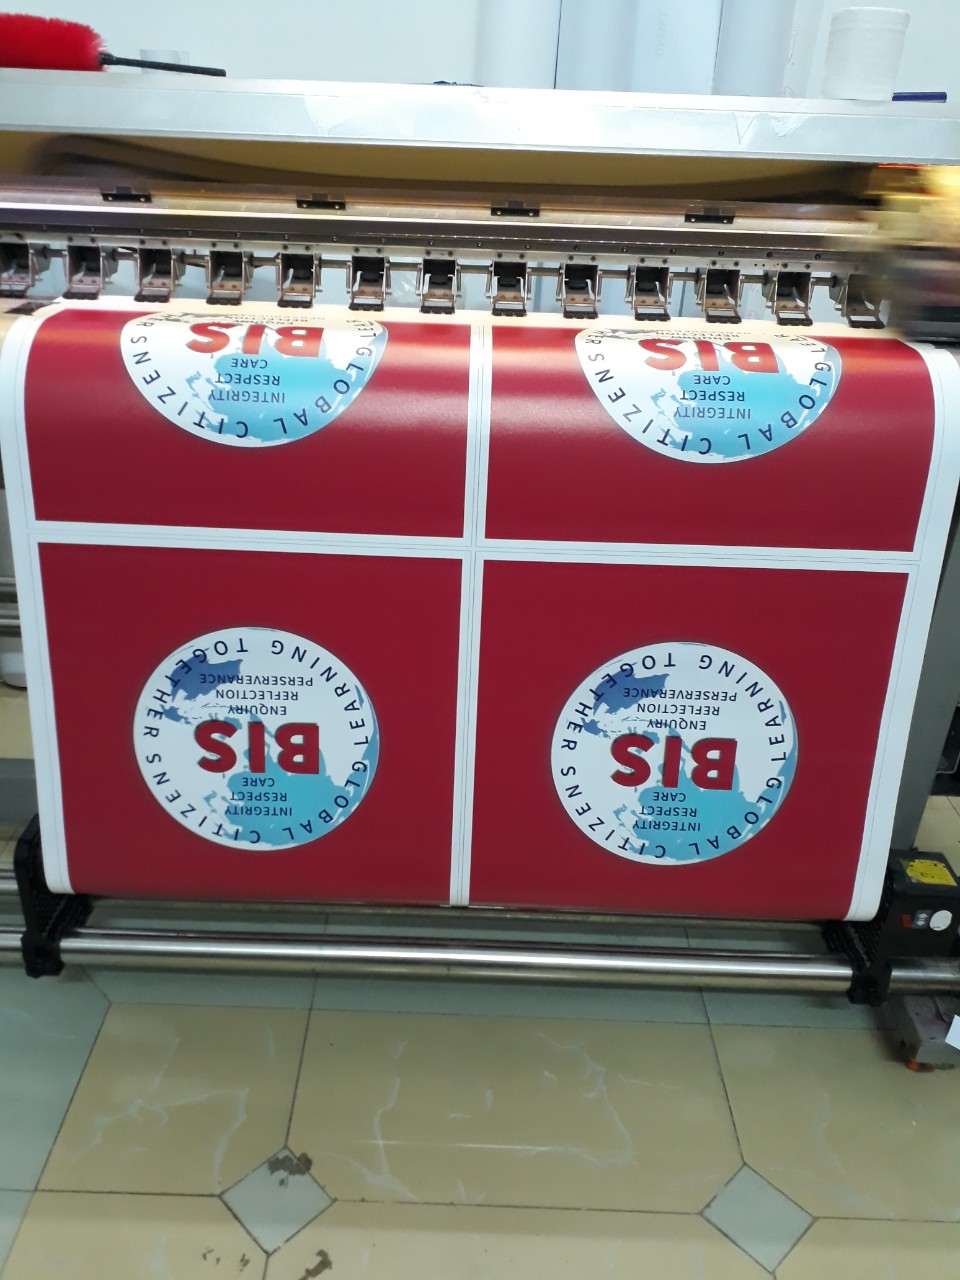 GLOBAL CITIZENS
INTEGRITY
RESPECT
CARE
BIS
GLOBAL CITIZENS
INTEGRITY
RESPECT
CARE
BIS
REFLECTION
GLOBAL CITIZENS
INTEGRITY
RESPECT
CARE
BIS
ENQUIRY
REFLECTION
PERSERVERANCE
LEARNING TOGETHER
GLOBAL CITIZENS
INTEGRITY
RESPECT
CARE
BIS
ENQUIRY
REFLECTION
PERSERVERANCE
LEARNING TOGETHER